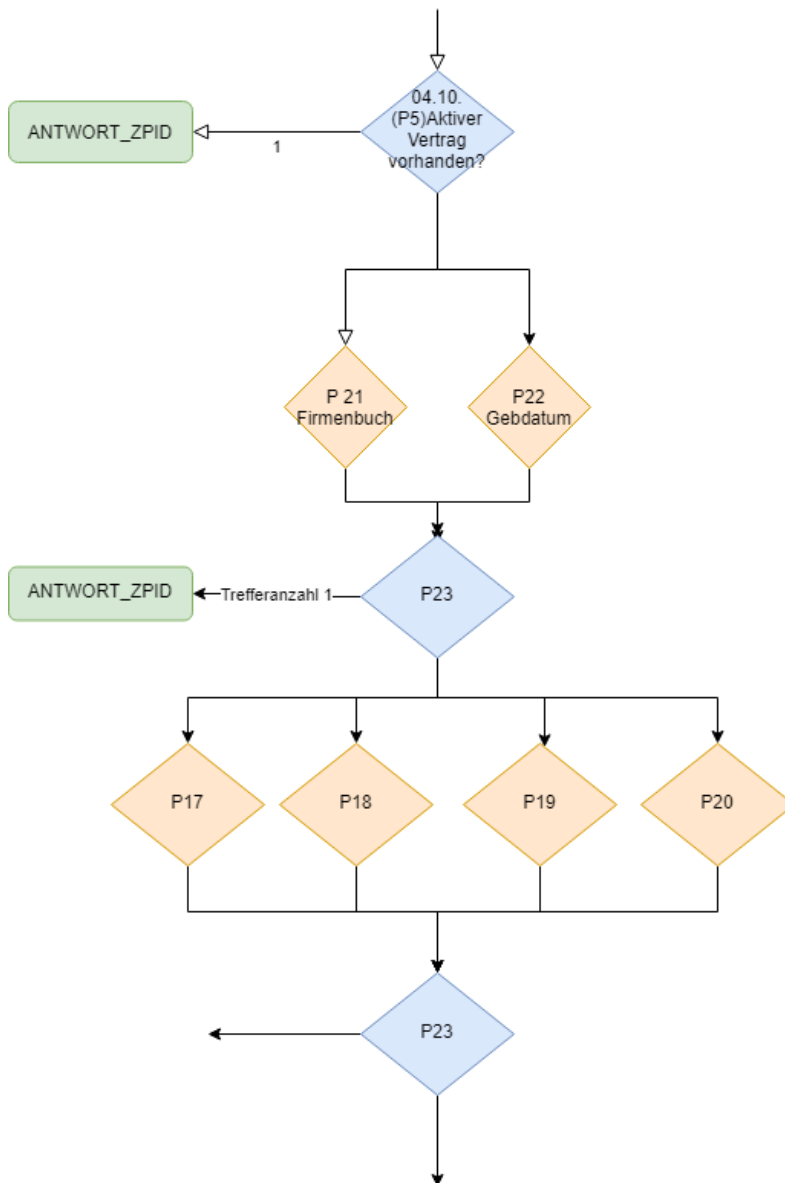 04.10.
(P5)Aktiver
Vertrag
vorhanden?
ANTWORT_ZPID
1
P 21
Firmenbuch
P22
Gebdatum
ANTWORT_ZPID
Trefferanzahl 1
P23
P17
P18
P19
P20
P23